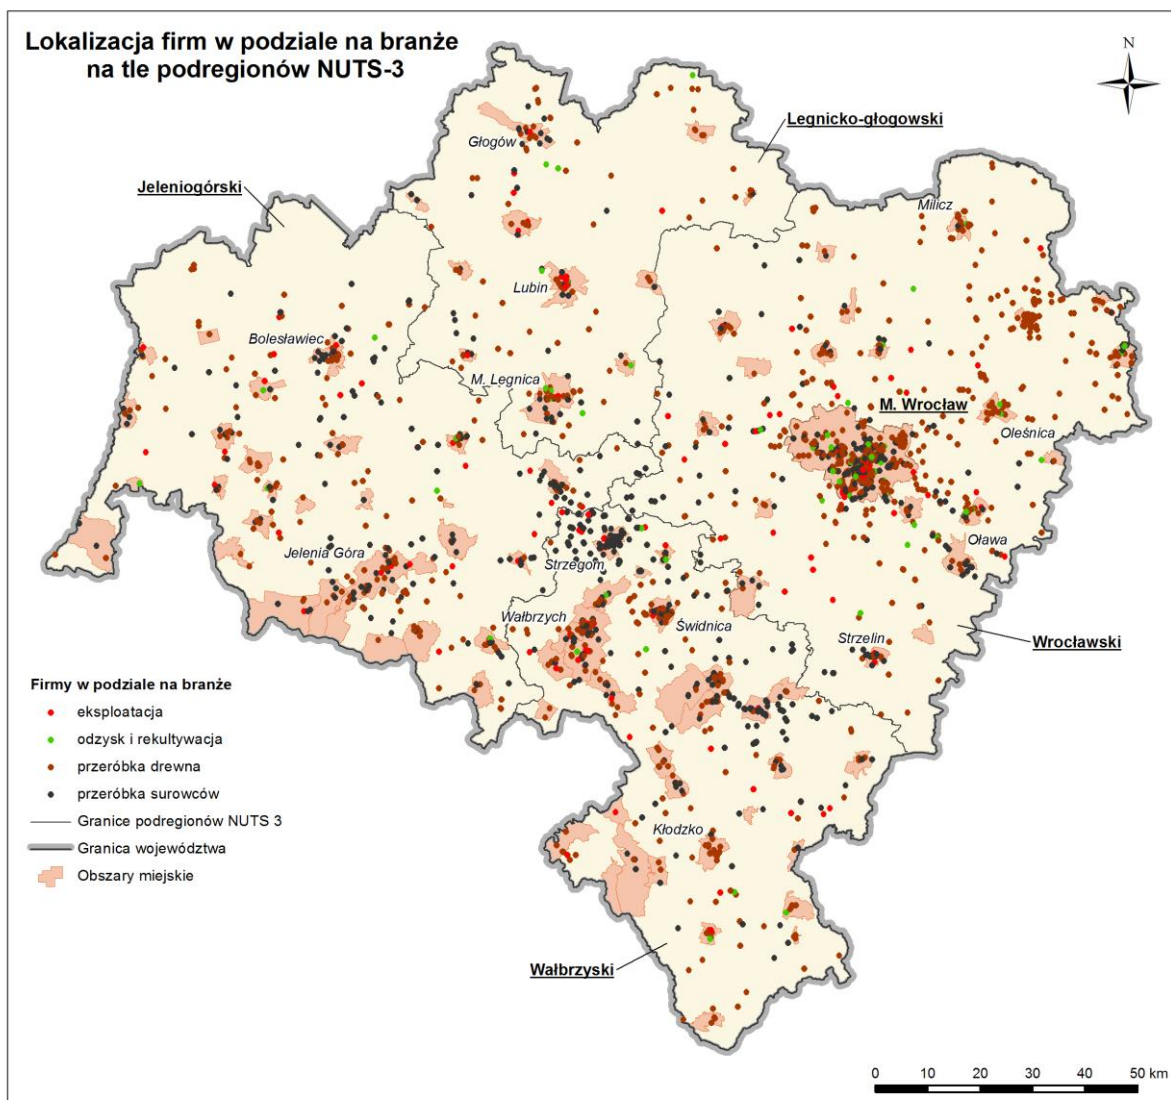 Lokalizacja firm w podziale na branże
na tle podregionów NUTS-3
N
Legnicko-głogowski
Głogów
Jeleniogórski
Milicz
Lubin
Bolesławiec
M. Legnica
M. Wrocław
Oleśnica
Oława
Jelenia Góra
Strzegom
Wałbrzych
Świdnica
Strzelin
Wrocławski
Firmy w podziale na branże
eksploatacja
odzysk i rekultywacja
przeróbka drewna
przeróbka surowców
Granice podregionów NUTS 3
Granica województwa
Obszary miejskie
Kłodzko
Wałbrzyski
0 10 20 30 40 50 km